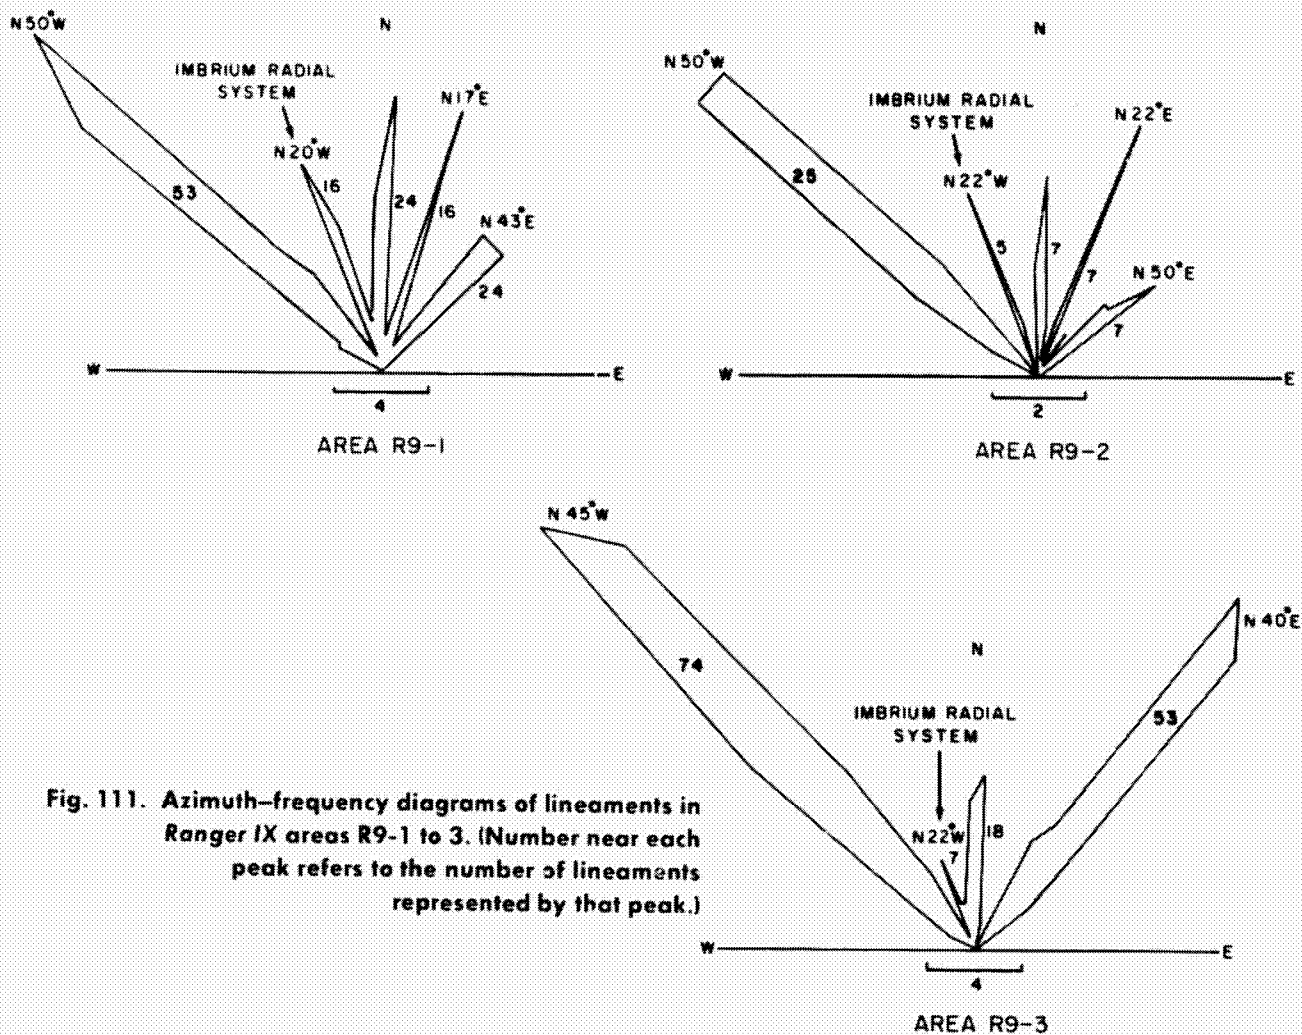 N50°W
N
IMBRIUM RADIAL
SYSTEM
N17°E
N20°W
16
53
24
16
N43°E
24
W
E
4
AREA R9-1
N
N50°W
IMBRIUM RADIAL
SYSTEM
N22°E
N22°W
25
5
7
7
N50°E
7
W
E
2
AREA R9-2
N45°W
N40°E
N
74
IMBRIUM RADIAL
SYSTEM
53
N22°W
7
18
W
E
4
AREA R9-3
Fig. 111. Azimuth–frequency diagrams of lineaments in
Ranger IX areas R9-1 to 3. (Number near each
peak refers to the number of lineaments
represented by that peak.)